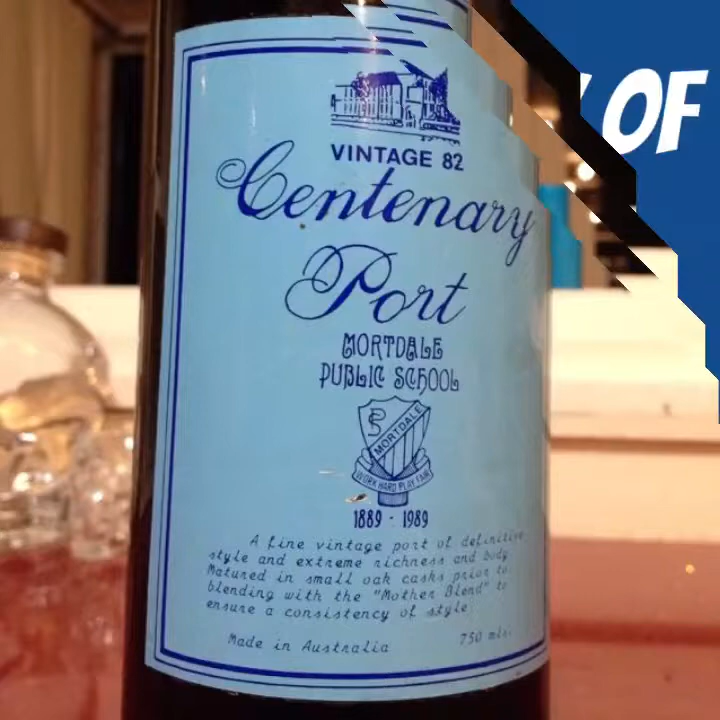 OF
VINTAGE 82
Centenary
Port
MORTDALE
PUBLIC SCHOOL
PS
MORTDALE
WORK HARD PLAY FAIR
1889 - 1989
A fine vintage port of definitive
style and extreme richness and body
Matured in small oak casks prior to
blending with the "Mother Blend" to
ensure a consistency of style
Made in Australia 750 mls.